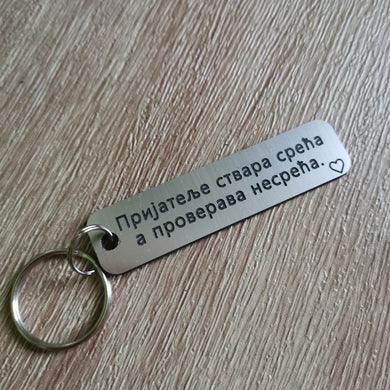 Пријатеље ствара срећа
а проверава несрећа.